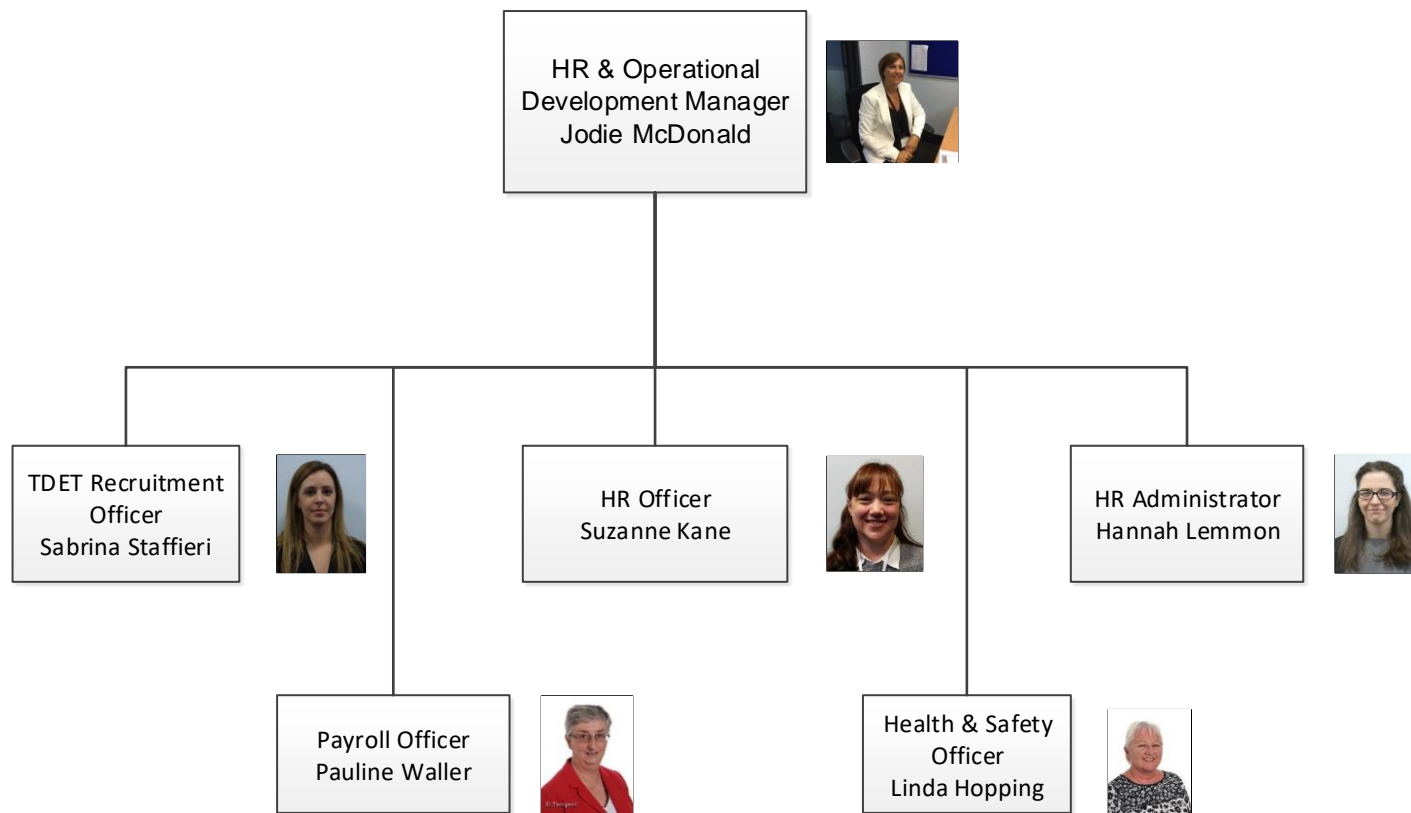 HR & Operational
Development Manager
Jodie McDonald
TDET Recruitment
Officer
Sabrina Staffieri
HR Officer
Suzanne Kane
HR Administrator
Hannah Lemmon
Payroll Officer
Pauline Waller
Health & Safety
Officer
Linda Hopping